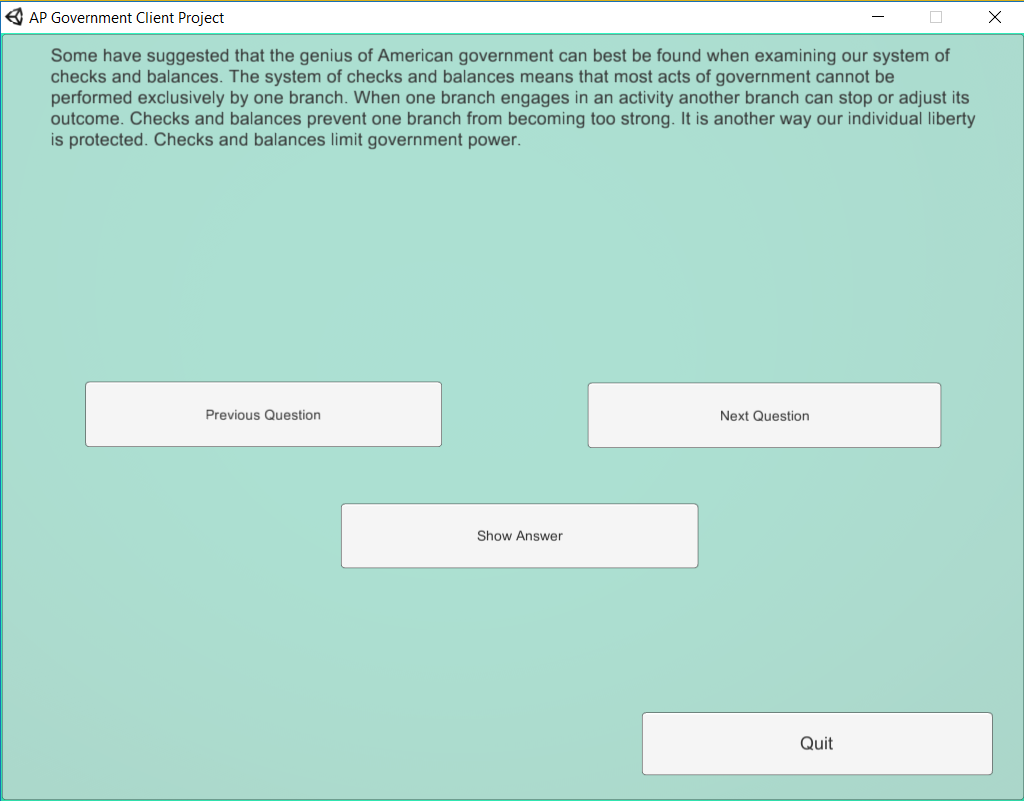 AP Government Client Project
Some have suggested that the genius of American government can best be found when examining our system of
checks and balances. The system of checks and balances means that most acts of government cannot be
performed exclusively by one branch. When one branch engages in an activity another branch can stop or adjust its
outcome. Checks and balances prevent one branch from becoming too strong. It is another way our individual liberty
is protected. Checks and balances limit government power.
Previous Question
Next Question
Show Answer
Quit